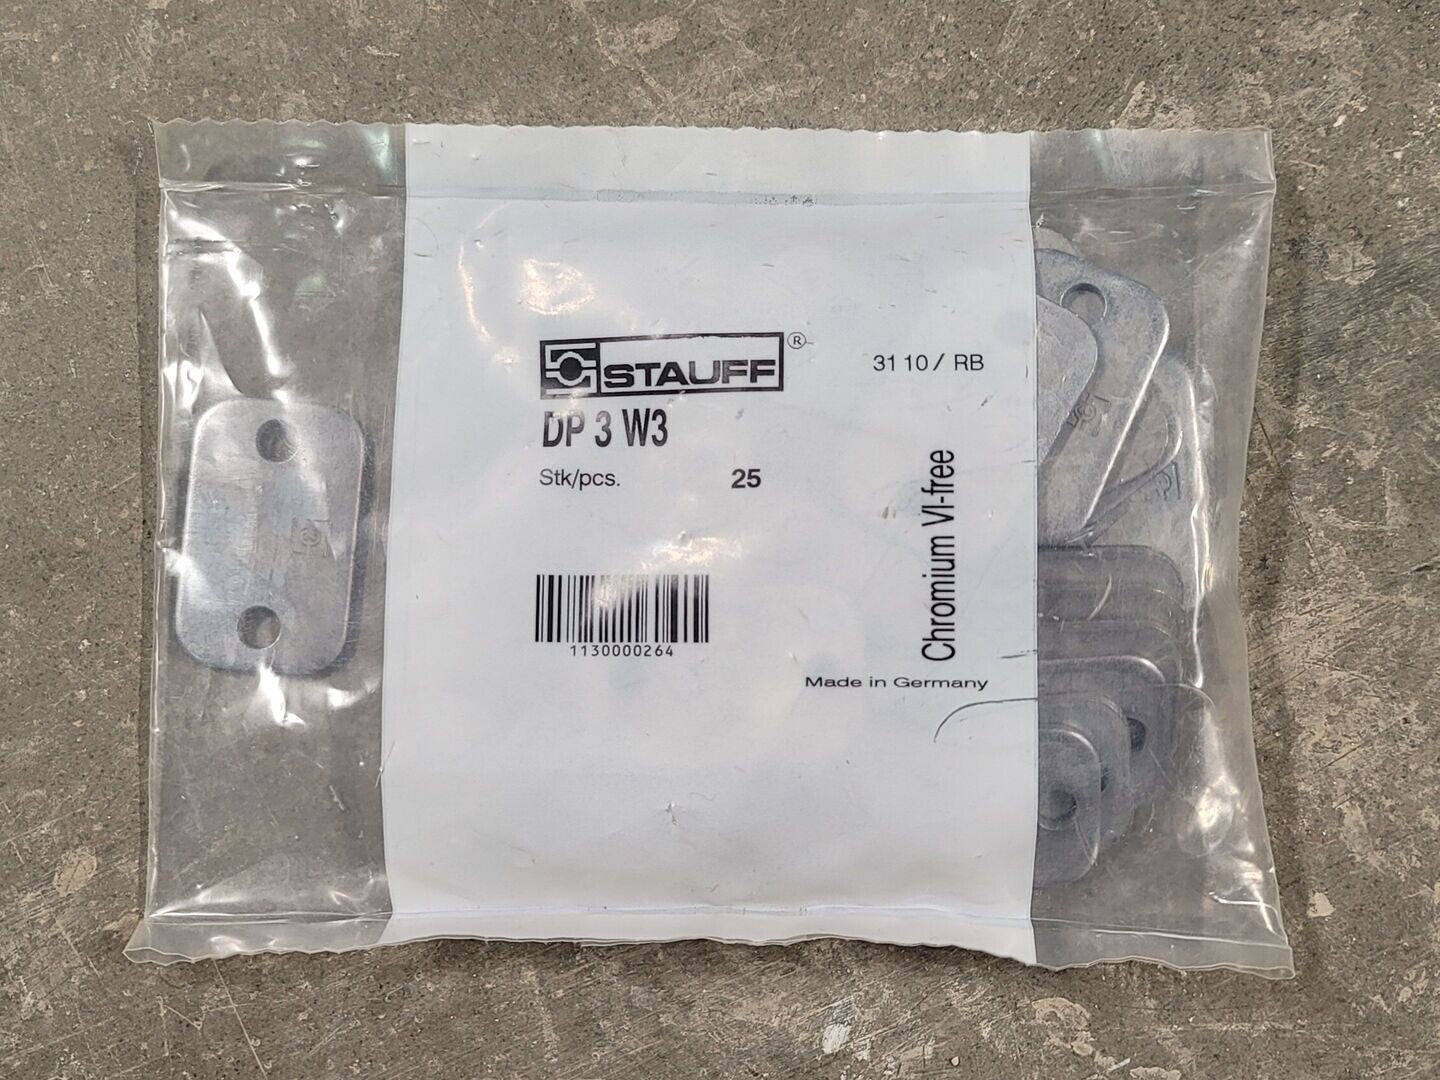 STAUFF®
31 10 / RB
DP 3 W3
Stk/pcs. 25
Chromium VI-free
1130000264
Made in Germany